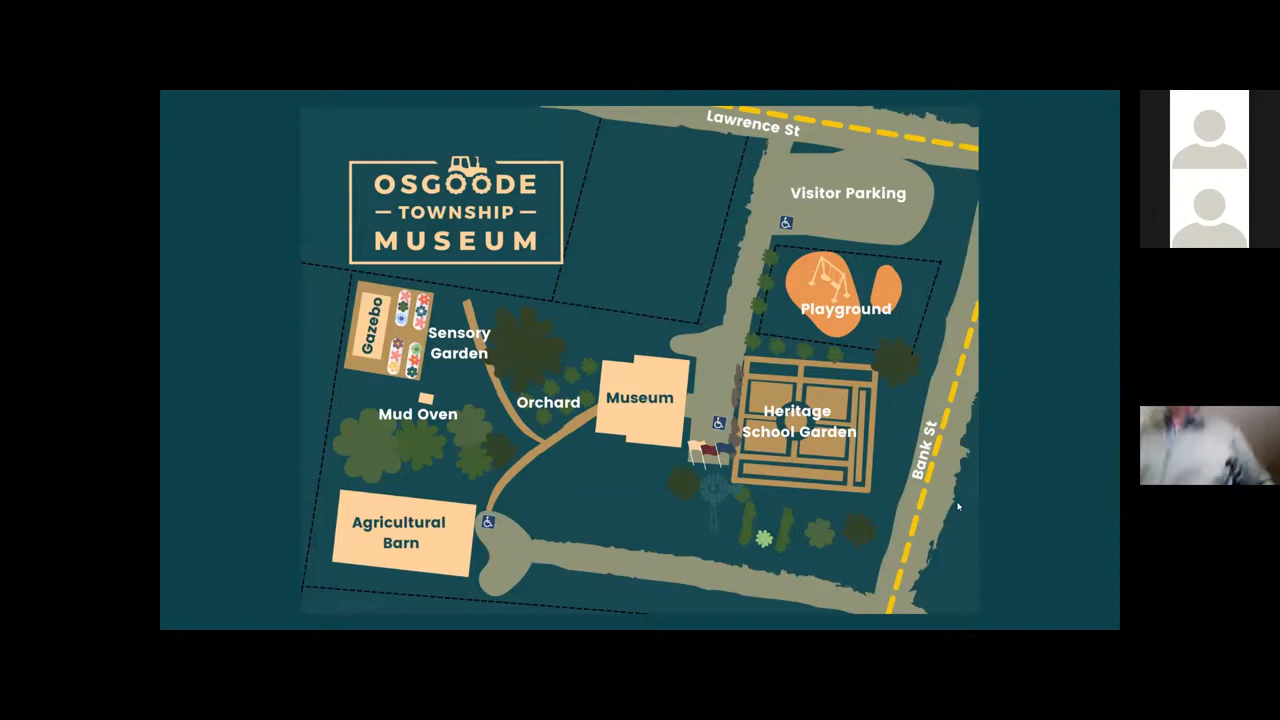 Lawrence St
OSGOODE
TOWNSHIP
MUSEUM
Visitor Parking
Gazebo
Sensory
Garden
Playground
Mud Oven
Orchard
Museum
Heritage
School Garden
Bank St
Agricultural
Barn